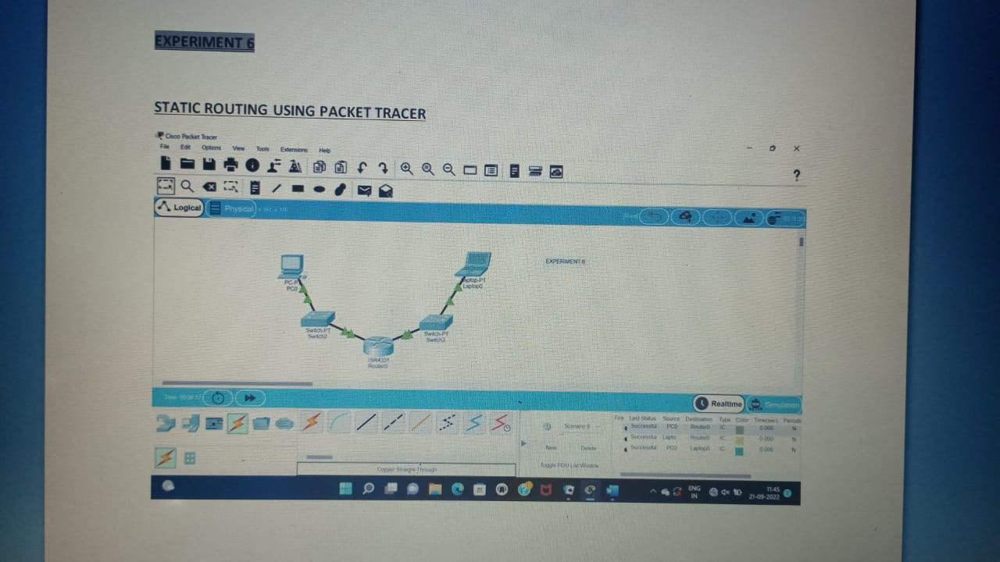 EXPERIMENT 6
STATIC ROUTING USING PACKET TRACER
Cisco Packet Tracer
File Edit Options View Tools Extensions Help
?
Logical Physical
EXPERIMENT 6
PC-P
PC0
aptop-PT
Laptop0
Switch-PT
Switch2
Switch-PT
Switch3
ISR4331
Router0
Realtime Simulation
Fire Last Status Source Destination Type Color Time(sec) Periodi
Successful PC0 Router0 IC 0.000 N
Successful Lapto Router0 IC 0.000 N
Successful PC0 Laptop0 IC 0.000 N
Scenario 0
New Delete
Toggle PDU List Window
Copper Straight-Through
ENG
IN
11:45
21-09-2022